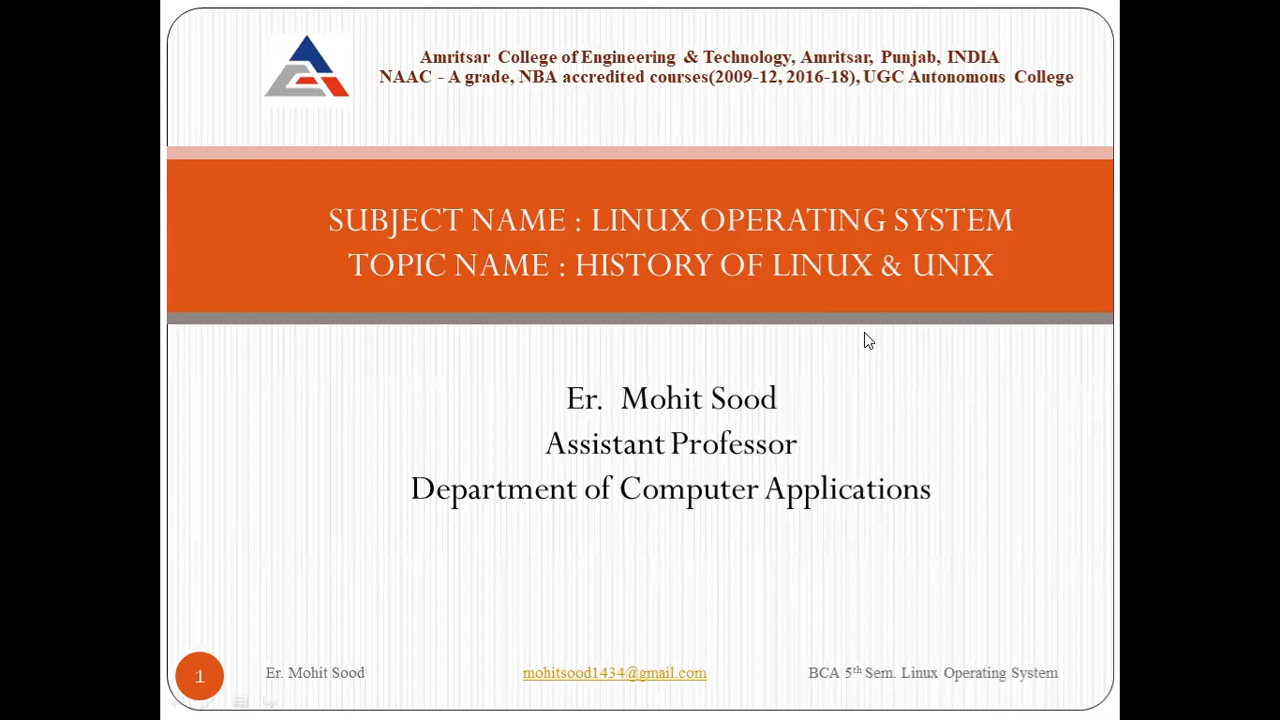 Amritsar College of Engineering & Technology, Amritsar, Punjab, INDIA
NAAC - A grade, NBA accredited courses(2009-12, 2016-18), UGC Autonomous College
SUBJECT NAME : LINUX OPERATING SYSTEM
TOPIC NAME : HISTORY OF LINUX & UNIX
Er. Mohit Sood
Assistant Professor
Department of Computer Applications
1
Er. Mohit Sood
mohitsood1434@gmail.com
BCA 5th Sem. Linux Operating System